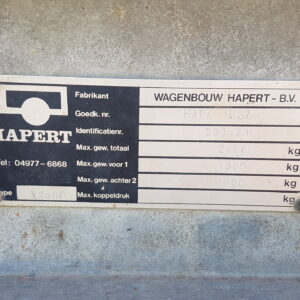 HAPERT
Tel: 04977-6868
type
Fabrikant WAGENBOUW HAPERT - B.V.
Goedk. nr.
Identificatienr.
Max. gew. totaal kg
Max. gew. voor 1 1300 kg
Max. gew. achter 2 kg
Max. koppeldruk kg